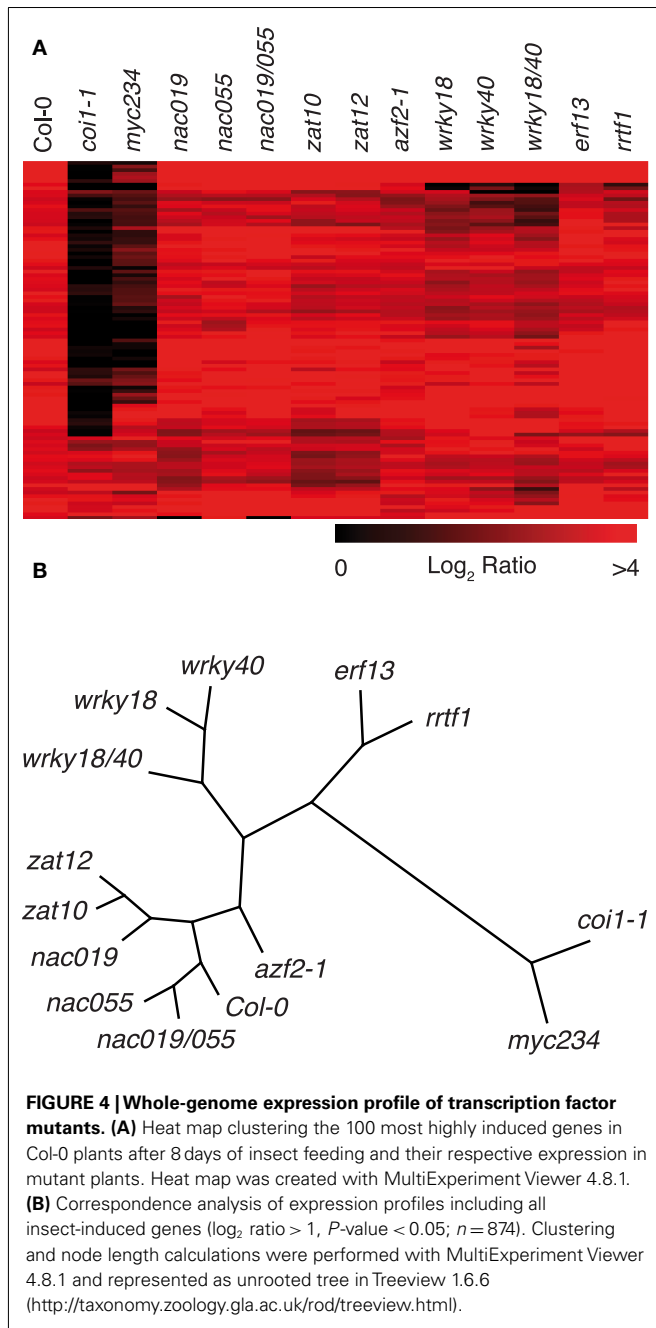 A
Col-0
coi1-1
myc234
nac019
nac055
nac019/055
zat10
zat12
azf2-1
wrky18
wrky40
wrky18/40
erf13
rrtf1
0 Log₂ Ratio >4
B
wrky40
erf13
wrky18
rrtf1
wrky18/40
zat12
zat10
coi1-1
nac019
azf2-1
nac055
Col-0
nac019/055
myc234
FIGURE 4 | Whole-genome expression profile of transcription factor
mutants. (A) Heat map clustering the 100 most highly induced genes in
Col-0 plants after 8 days of insect feeding and their respective expression in
mutant plants. Heat map was created with MultiExperiment Viewer 4.8.1.
(B) Correspondence analysis of expression profiles including all
insect-induced genes (log₂ ratio > 1, P-value < 0.05; n = 874). Clustering
and node length calculations were performed with MultiExperiment Viewer
4.8.1 and represented as unrooted tree in Treeview 1.6.6
(http://taxonomy.zoology.gla.ac.uk/rod/treeview.html).